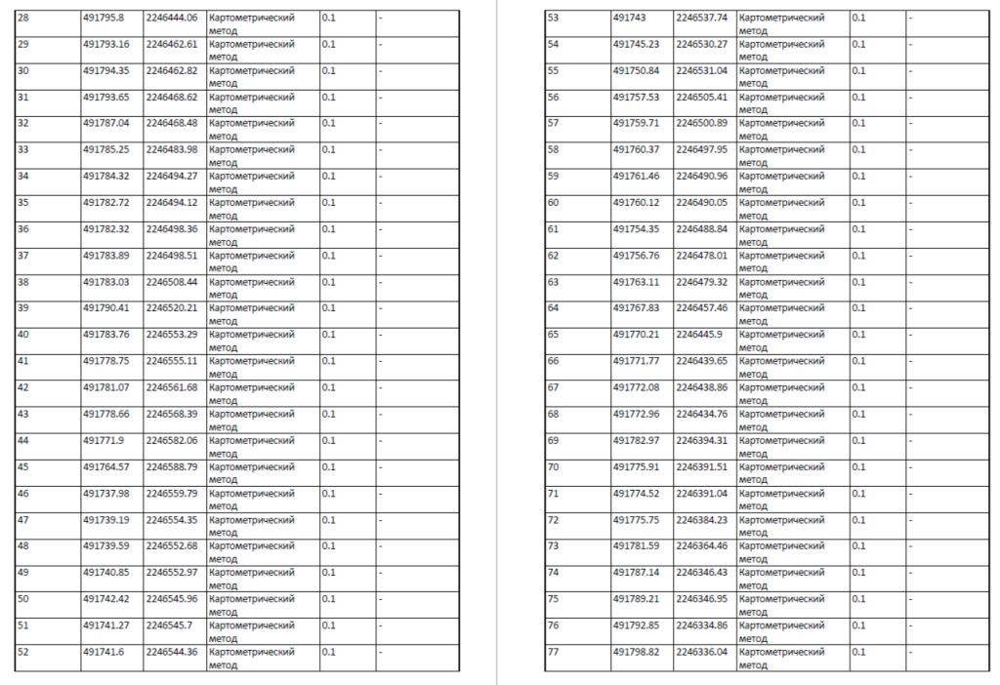 28 491795.8 2246444.06 Картометрический 0.1 -
метод
29 491793.16 2246462.61 Картометрический 0.1 -
метод
30 491794.35 2246462.82 Картометрический 0.1 -
метод
31 491793.65 2246468.62 Картометрический 0.1 -
метод
32 491787.04 2246468.48 Картометрический 0.1 -
метод
33 491785.25 2246483.98 Картометрический 0.1 -
метод
34 491784.32 2246494.27 Картометрический 0.1 -
метод
35 491782.72 2246494.12 Картометрический 0.1 -
метод
36 491782.32 2246498.36 Картометрический 0.1 -
метод
37 491783.89 2246498.51 Картометрический 0.1 -
метод
38 491783.03 2246508.44 Картометрический 0.1 -
метод
39 491790.41 2246520.21 Картометрический 0.1 -
метод
40 491783.76 2246553.29 Картометрический 0.1 -
метод
41 491778.75 2246555.11 Картометрический 0.1 -
метод
42 491781.07 2246561.68 Картометрический 0.1 -
метод
43 491778.66 2246568.39 Картометрический 0.1 -
метод
44 491771.9 2246582.06 Картометрический 0.1 -
метод
45 491764.57 2246588.79 Картометрический 0.1 -
метод
46 491737.98 2246559.79 Картометрический 0.1 -
метод
47 491739.19 2246554.35 Картометрический 0.1 -
метод
48 491739.59 2246552.68 Картометрический 0.1 -
метод
49 491740.85 2246552.97 Картометрический 0.1 -
метод
50 491742.42 2246545.96 Картометрический 0.1 -
метод
51 491741.27 2246545.7 Картометрический 0.1 -
метод
52 491741.6 2246544.36 Картометрический 0.1 -
метод
53 491743 2246537.74 Картометрический 0.1 -
метод
54 491745.23 2246530.27 Картометрический 0.1 -
метод
55 491750.84 2246531.04 Картометрический 0.1 -
метод
56 491757.53 2246505.41 Картометрический 0.1 -
метод
57 491759.71 2246500.89 Картометрический 0.1 -
метод
58 491760.37 2246497.95 Картометрический 0.1 -
метод
59 491761.46 2246490.96 Картометрический 0.1 -
метод
60 491760.12 2246490.05 Картометрический 0.1 -
метод
61 491754.35 2246488.84 Картометрический 0.1 -
метод
62 491756.76 2246478.01 Картометрический 0.1 -
метод
63 491763.11 2246479.32 Картометрический 0.1 -
метод
64 491767.83 2246457.46 Картометрический 0.1 -
метод
65 491770.21 2246445.9 Картометрический 0.1 -
метод
66 491771.77 2246439.65 Картометрический 0.1 -
метод
67 491772.08 2246438.86 Картометрический 0.1 -
метод
68 491772.96 2246434.76 Картометрический 0.1 -
метод
69 491782.97 2246394.31 Картометрический 0.1 -
метод
70 491775.91 2246391.51 Картометрический 0.1 -
метод
71 491774.52 2246391.04 Картометрический 0.1 -
метод
72 491775.75 2246384.23 Картометрический 0.1 -
метод
73 491781.59 2246364.46 Картометрический 0.1 -
метод
74 491787.14 2246346.43 Картометрический 0.1 -
метод
75 491789.21 2246346.95 Картометрический 0.1 -
метод
76 491792.85 2246334.86 Картометрический 0.1 -
метод
77 491798.82 2246336.04 Картометрический 0.1 -
метод